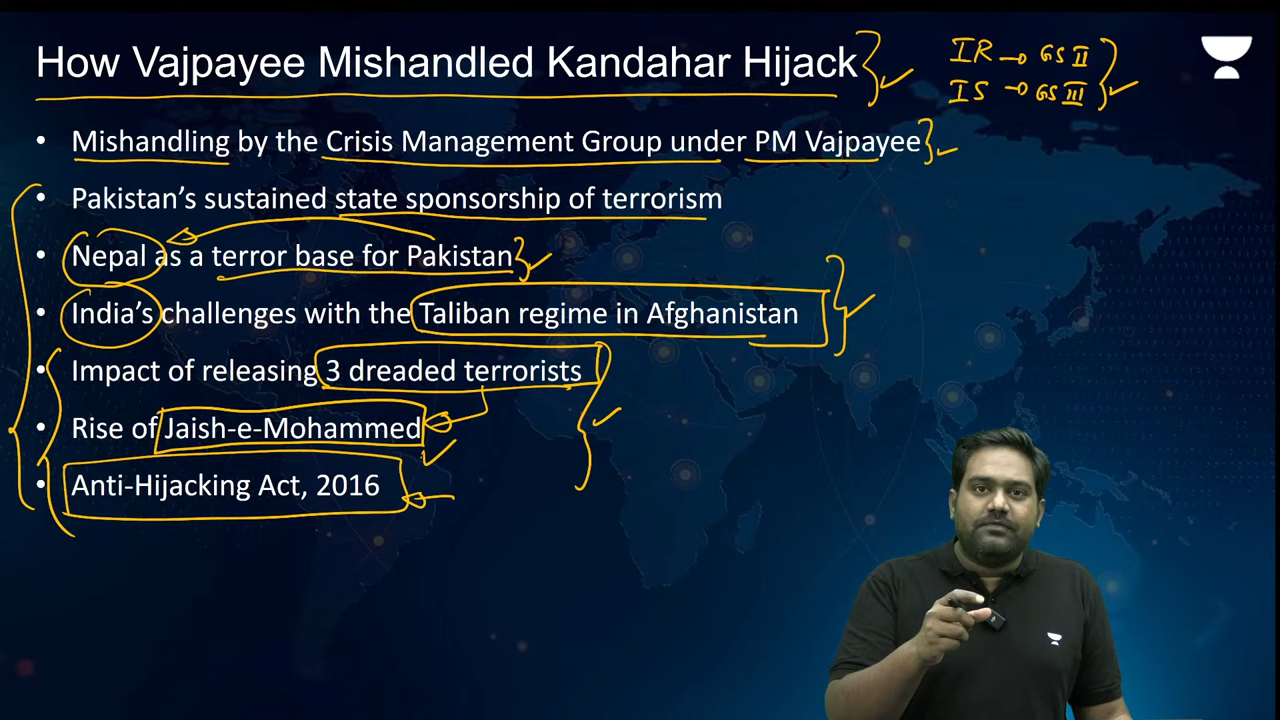 How Vajpayee Mishandled Kandahar Hijack
IR → GS II
IS → GS III
• Mishandling by the Crisis Management Group under PM Vajpayee
• Pakistan’s sustained state sponsorship of terrorism
• Nepal as a terror base for Pakistan
• India’s challenges with the Taliban regime in Afghanistan
• Impact of releasing 3 dreaded terrorists
• Rise of Jaish-e-Mohammed
• Anti-Hijacking Act, 2016